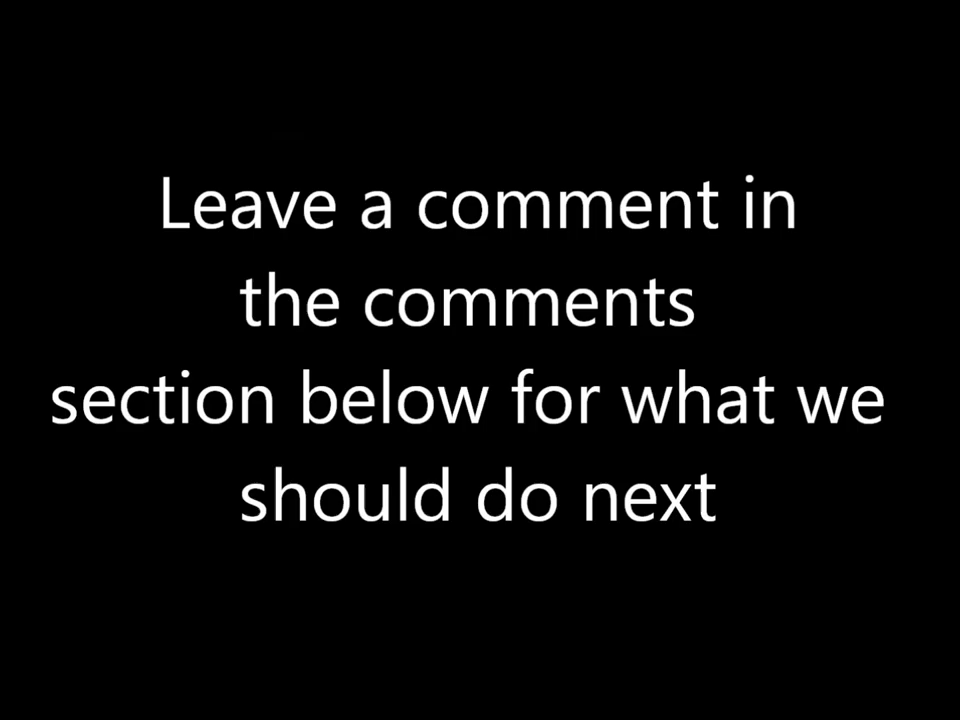 Leave a comment in
the comments
section below for what we
should do next